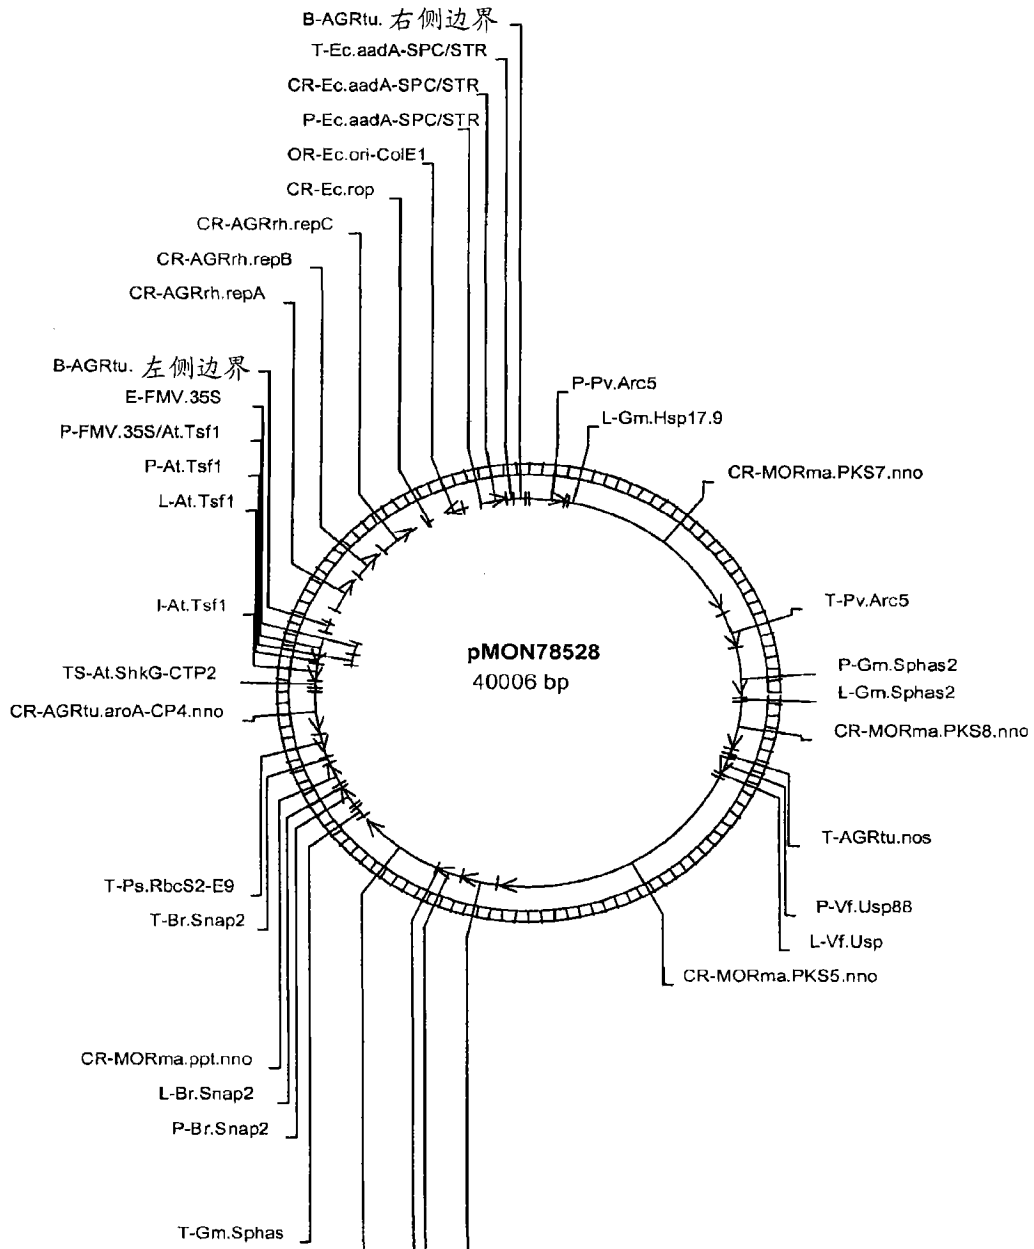 B-AGRtu. 右侧边界
T-Ec.aadA-SPC/STR
CR-Ec.aadA-SPC/STR
P-Ec.aadA-SPC/STR
OR-Ec.ori-ColE1
CR-Ec.rop
CR-AGRrh.repC
CR-AGRrh.repB
CR-AGRrh.repA
B-AGRtu. 左侧边界
E-FMV.35S
P-FMV.35S/At.Tsf1
P-At.Tsf1
L-At.Tsf1
I-At.Tsf1
TS-At.ShkG-CTP2
CR-AGRtu.aroA-CP4.nno
T-Ps.RbcS2-E9
T-Br.Snap2
CR-MORma.ppt.nno
L-Br.Snap2
P-Br.Snap2
T-Gm.Sphas
pMON78528
40006 bp
P-Pv.Arc5
L-Gm.Hsp17.9
CR-MORma.PKS7.nno
T-Pv.Arc5
P-Gm.Sphas2
L-Gm.Sphas2
CR-MORma.PKS8.nno
T-AGRtu.nos
P-Vf.Usp88
L-Vf.Usp
CR-MORma.PKS5.nno